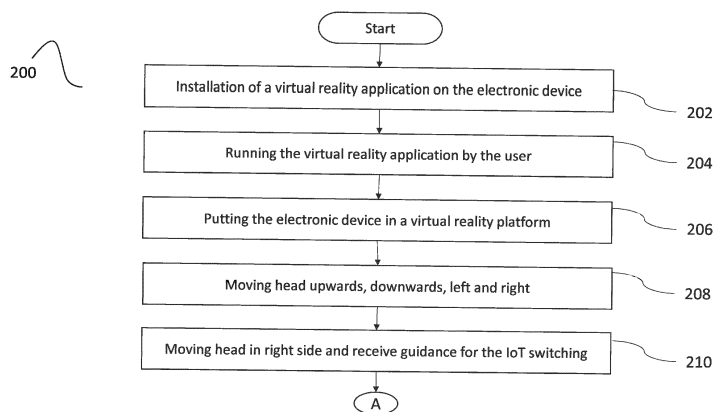 Start
200
Installation of a virtual reality application on the electronic device
202
Running the virtual reality application by the user
204
Putting the electronic device in a virtual reality platform
206
Moving head upwards, downwards, left and right
208
Moving head in right side and receive guidance for the IoT switching
210
A